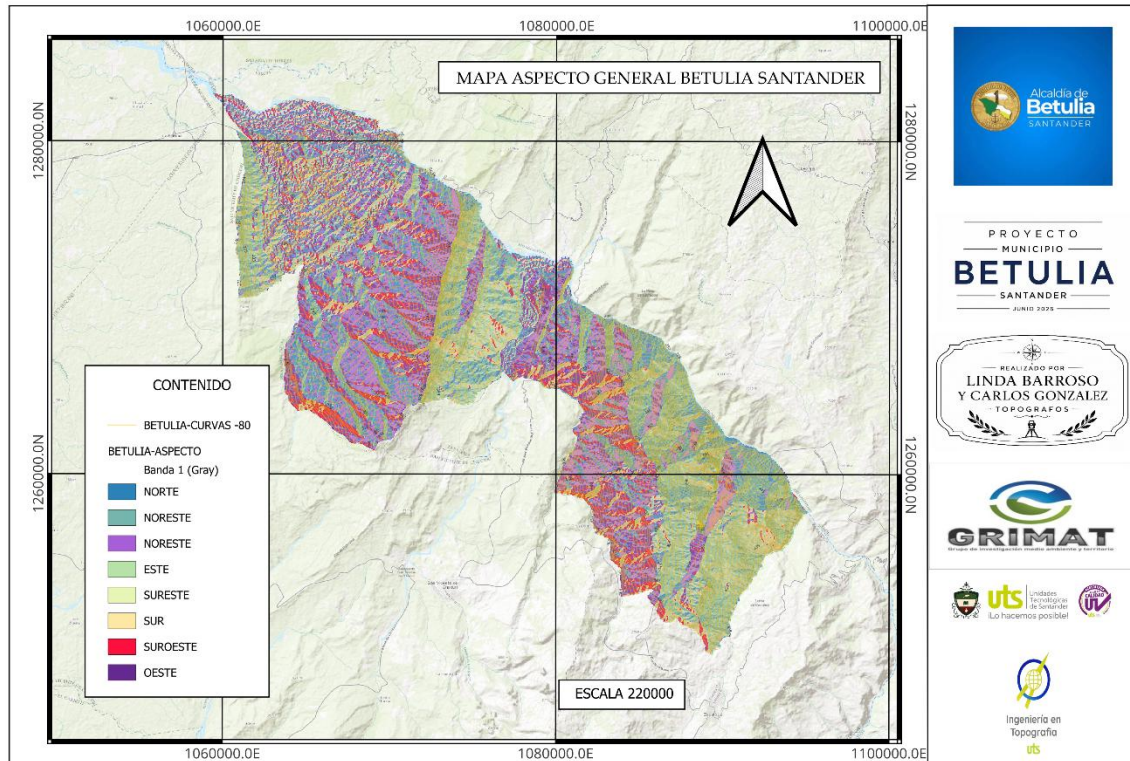 1060000.0E
1080000.0E
1100000.0E
MAPA ASPECTO GENERAL BETULIA SANTANDER
1280000.0N
1280000.0N
1260000.0N
1260000.0N
CONTENIDO
BETULIA-CURVAS -80
BETULIA-ASPECTO
Banda 1 (Gray)
NORTE
NORESTE
NORESTE
ESTE
SURESTE
SUR
SUROESTE
OESTE
ESCALA 220000
1060000.0E
1080000.0E
1100000.0E
Alcaldía de
Betulia
SANTANDER
PROYECTO
MUNICIPIO
BETULIA
SANTANDER
JUNIO 2025
REALIZADO POR
LINDA BARROSO
Y CARLOS GONZALEZ
TOPOGRAFOS
GRIMAT
Grupo de investigación medio ambiente y territorio
uts
Unidades
Tecnológicas
de Santander
¡Lo hacemos posible!
Ingeniería en
Topografía
uts